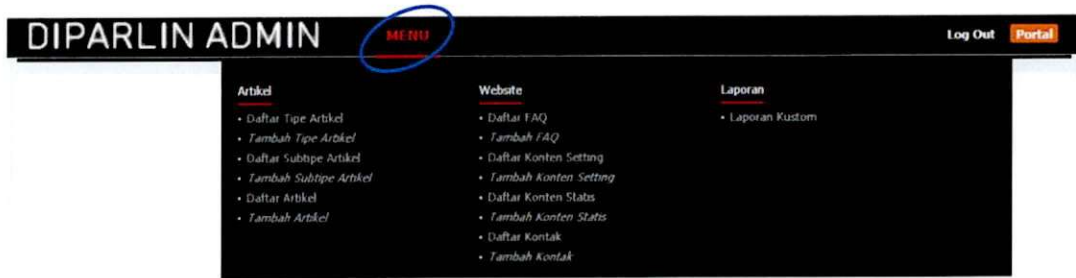 DIPARLIN ADMIN MENU Log Out Portal
Artikel
• Daftar Tipe Artikel
• Tambah Tipe Artikel
• Daftar Subtipe Artikel
• Tambah Subtipe Artikel
• Daftar Artikel
• Tambah Artikel
Website
• Daftar FAQ
• Tambah FAQ
• Daftar Konten Setting
• Tambah Konten Setting
• Daftar Konten Statis
• Tambah Konten Statis
• Daftar Kontak
• Tambah Kontak
Laporan
• Laporan Kustom